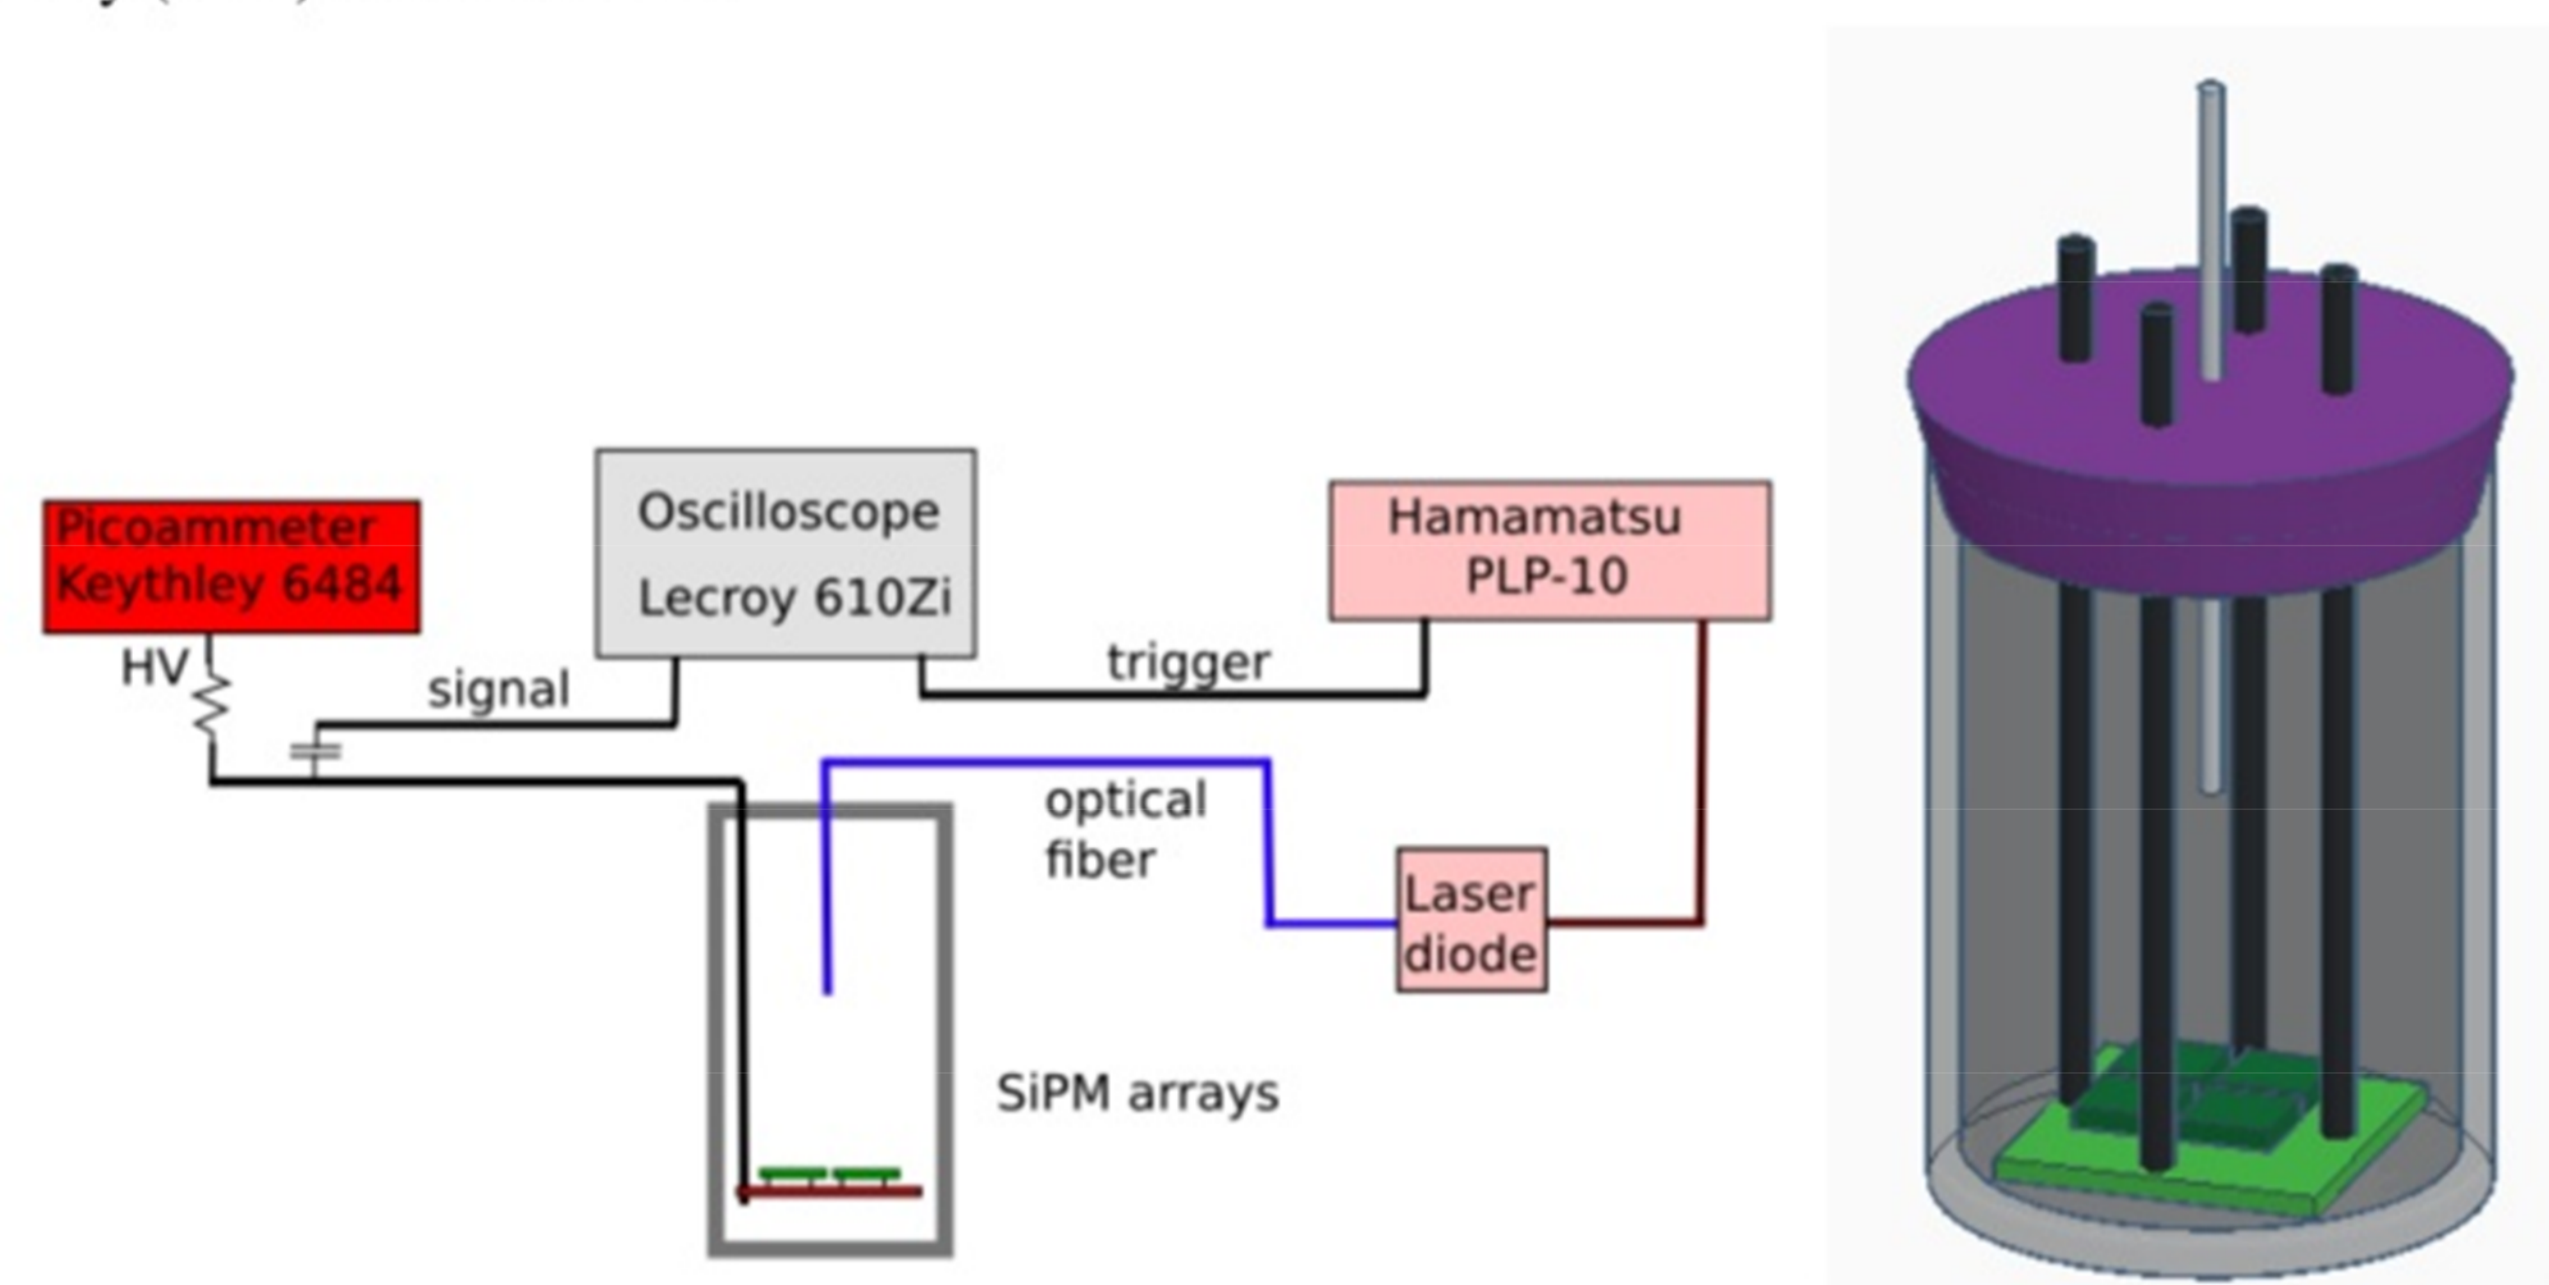 Picoammeter
Keythley 6484
HV
signal
Oscilloscope
Lecroy 610Zi
trigger
Hamamatsu
PLP-10
optical
fiber
Laser
diode
SiPM arrays